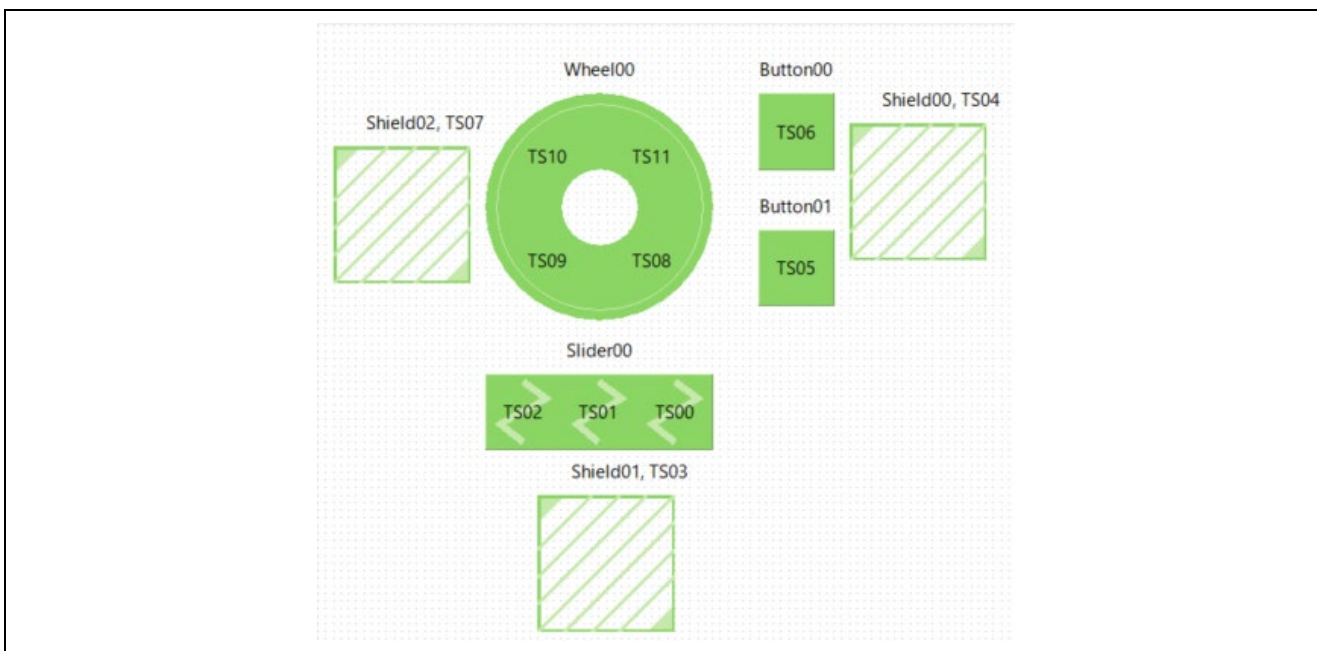 Wheel00
Button00
Shield00, TS04
Shield02, TS07
TS06
TS10
TS11
Button01
TS09
TS08
TS05
Slider00
TS02
TS01
TS00
Shield01, TS03